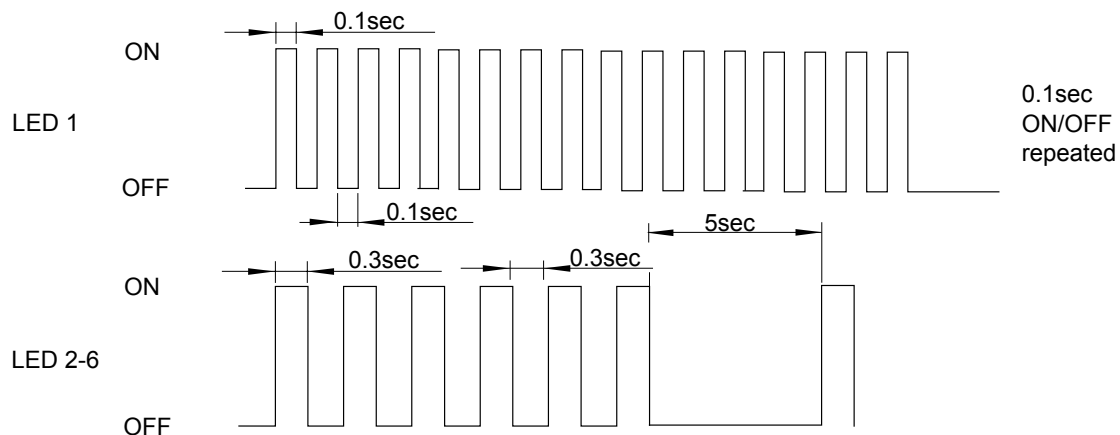 0.1sec
ON
LED 1
0.1sec
ON/OFF
repeated
OFF
0.1sec
5sec
0.3sec
0.3sec
ON
LED 2-6
OFF